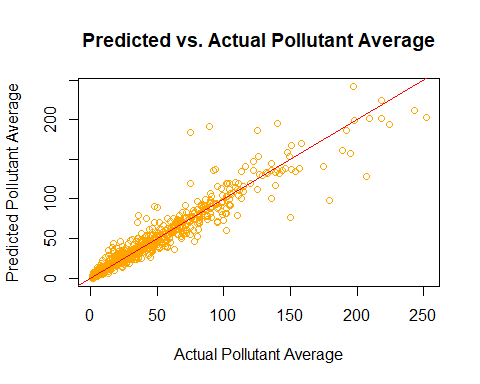 Predicted vs. Actual Pollutant Average
Predicted Pollutant Average
200
100
50
0
0 50 100 150 200 250
Actual Pollutant Average